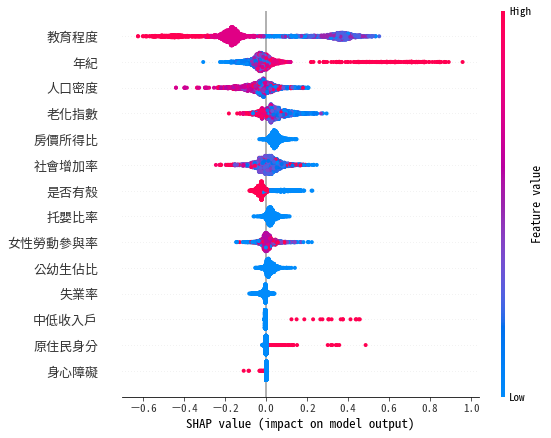 High
教育程度
年紀
人口密度
老化指數
房價所得比
社會增加率
是否有殼
托嬰比率
女性勞動參與率
公幼生佔比
失業率
中低收入戶
原住民身分
身心障礙
Feature value
Low
−0.6 −0.4 −0.2 0.0 0.2 0.4 0.6 0.8 1.0
SHAP value (impact on model output)